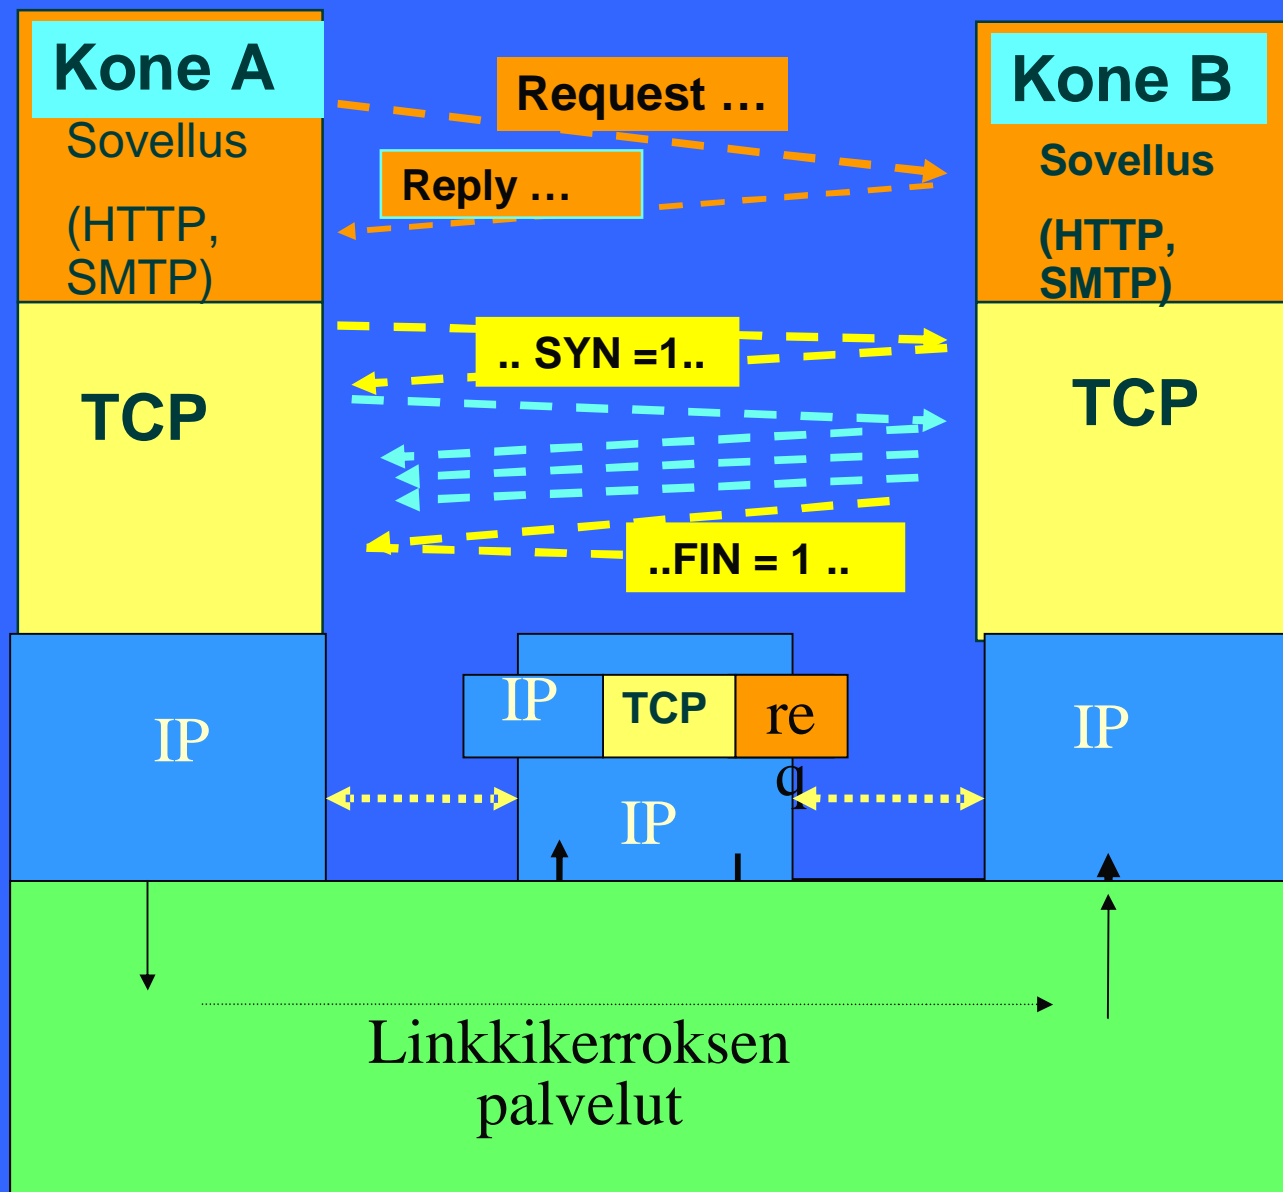 Kone A
Sovellus
(HTTP,
SMTP)
Request …
Reply …
Kone B
Sovellus
(HTTP,
SMTP)
TCP
.. SYN =1..
..FIN = 1 ..
TCP
IP
IP
TCP
re
q
IP
IP
Linkkikerroksen
palvelut